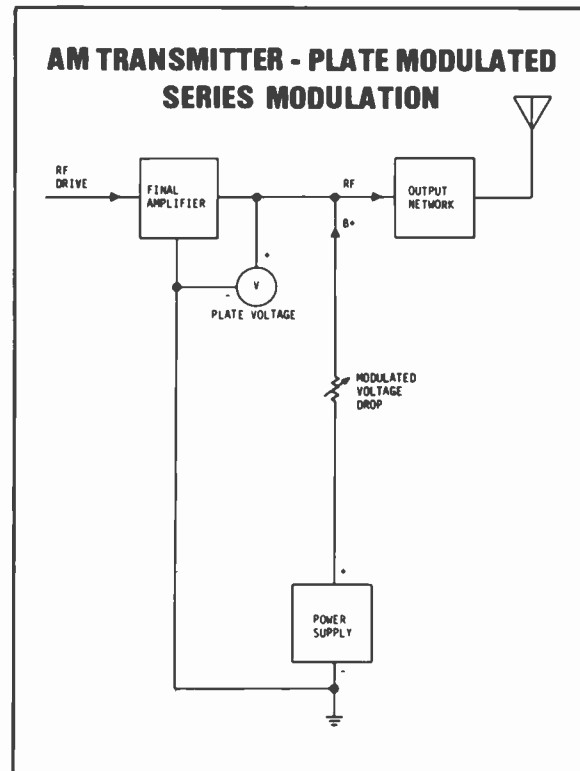 AM TRANSMITTER - PLATE MODULATED
SERIES MODULATION
RF
DRIVE
FINAL
AMPLIFIER
RF
OUTPUT
NETWORK
B+
+
-
V
PLATE VOLTAGE
MODULATED
VOLTAGE
DROP
+
POWER
SUPPLY
-